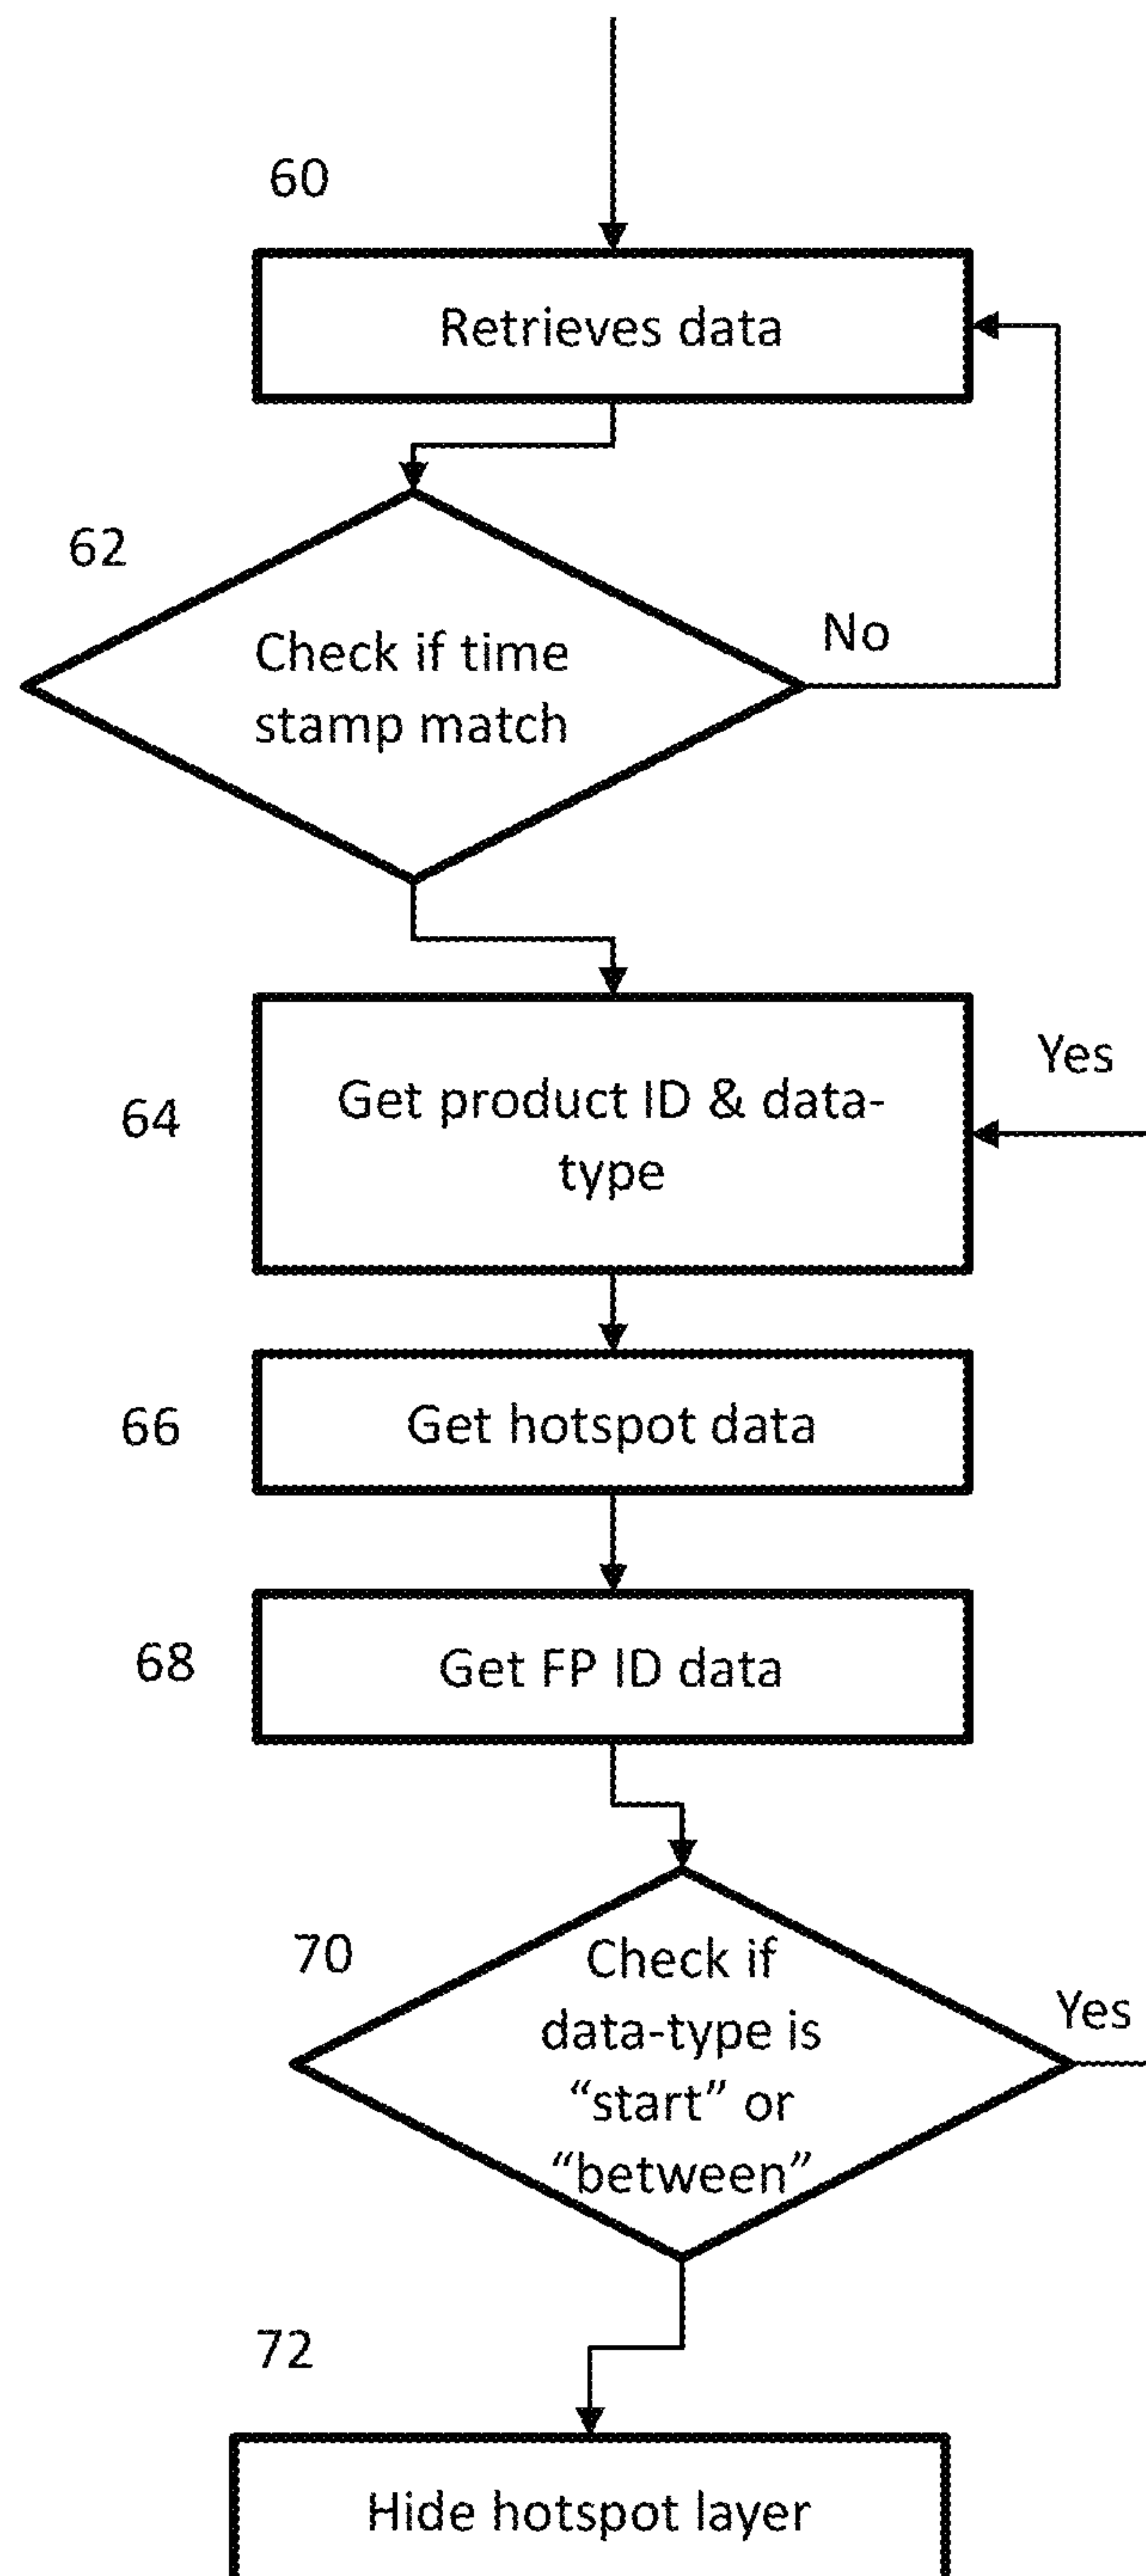 60
Retrieves data
62
Check if time
stamp match
No
64
Get product ID & data-
type
Yes
66
Get hotspot data
68
Get FP ID data
70
Check if
data-type is
“start” or
“between”
Yes
72
Hide hotspot layer